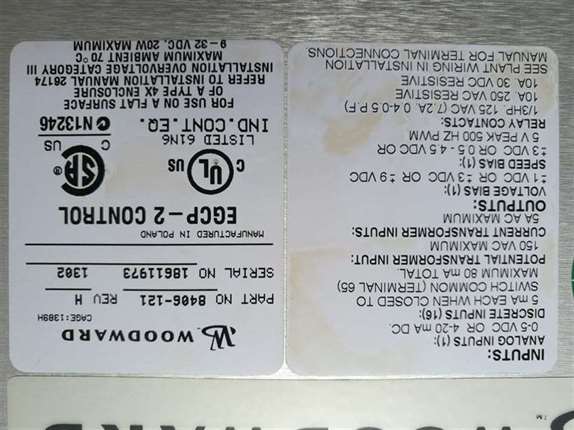 WOODWARD
INPUTS:
ANALOG INPUTS (1):
0-5 VDC OR 4-20 mA DC.
DISCRETE INPUTS (16):
5 mA EACH WHEN CLOSED TO
SWITCH COMMON (TERMINAL 65)
MAXIMUM 80 mA TOTAL
POTENTIAL TRANSFORMER INPUT:
150 VAC MAXIMUM
CURRENT TRANSFORMER INPUTS:
5A AC MAXIMUM
OUTPUTS:
VOLTAGE BIAS (1):
±1 VDC OR ±3 VDC OR ±9 VDC
SPEED BIAS (1):
±3 VDC OR 0.5 - 4.5 VDC OR
5 V PEAK 500 HZ PWM
RELAY CONTACTS:
1/3HP, 125 VAC (7.2A, 0.4-0.5 P.F.)
10A, 250 VAC RESISTIVE
10A, 30 VDC RESISTIVE
SEE PLANT WIRING IN INSTALLATION
MANUAL FOR TERMINAL CONNECTIONS.
WOODWARD
CAGE:1389H
PART NO 8406-121 REV H
SERIAL NO 18611973 1302
MANUFACTURED IN POLAND
EGCP-2 CONTROL
C UL US
C SA US
LISTED 61N6
IND.CONT.EQ.
N13246
FOR USE ON A FLAT SURFACE
OF A TYPE 4X ENCLOSURE
REFER TO INSTALLATION MANUAL 26174
INSTALLATION OVERVOLTAGE CATEGORY III
MAXIMUM AMBIENT 70°C
9-32 VDC, 20W MAXIMUM